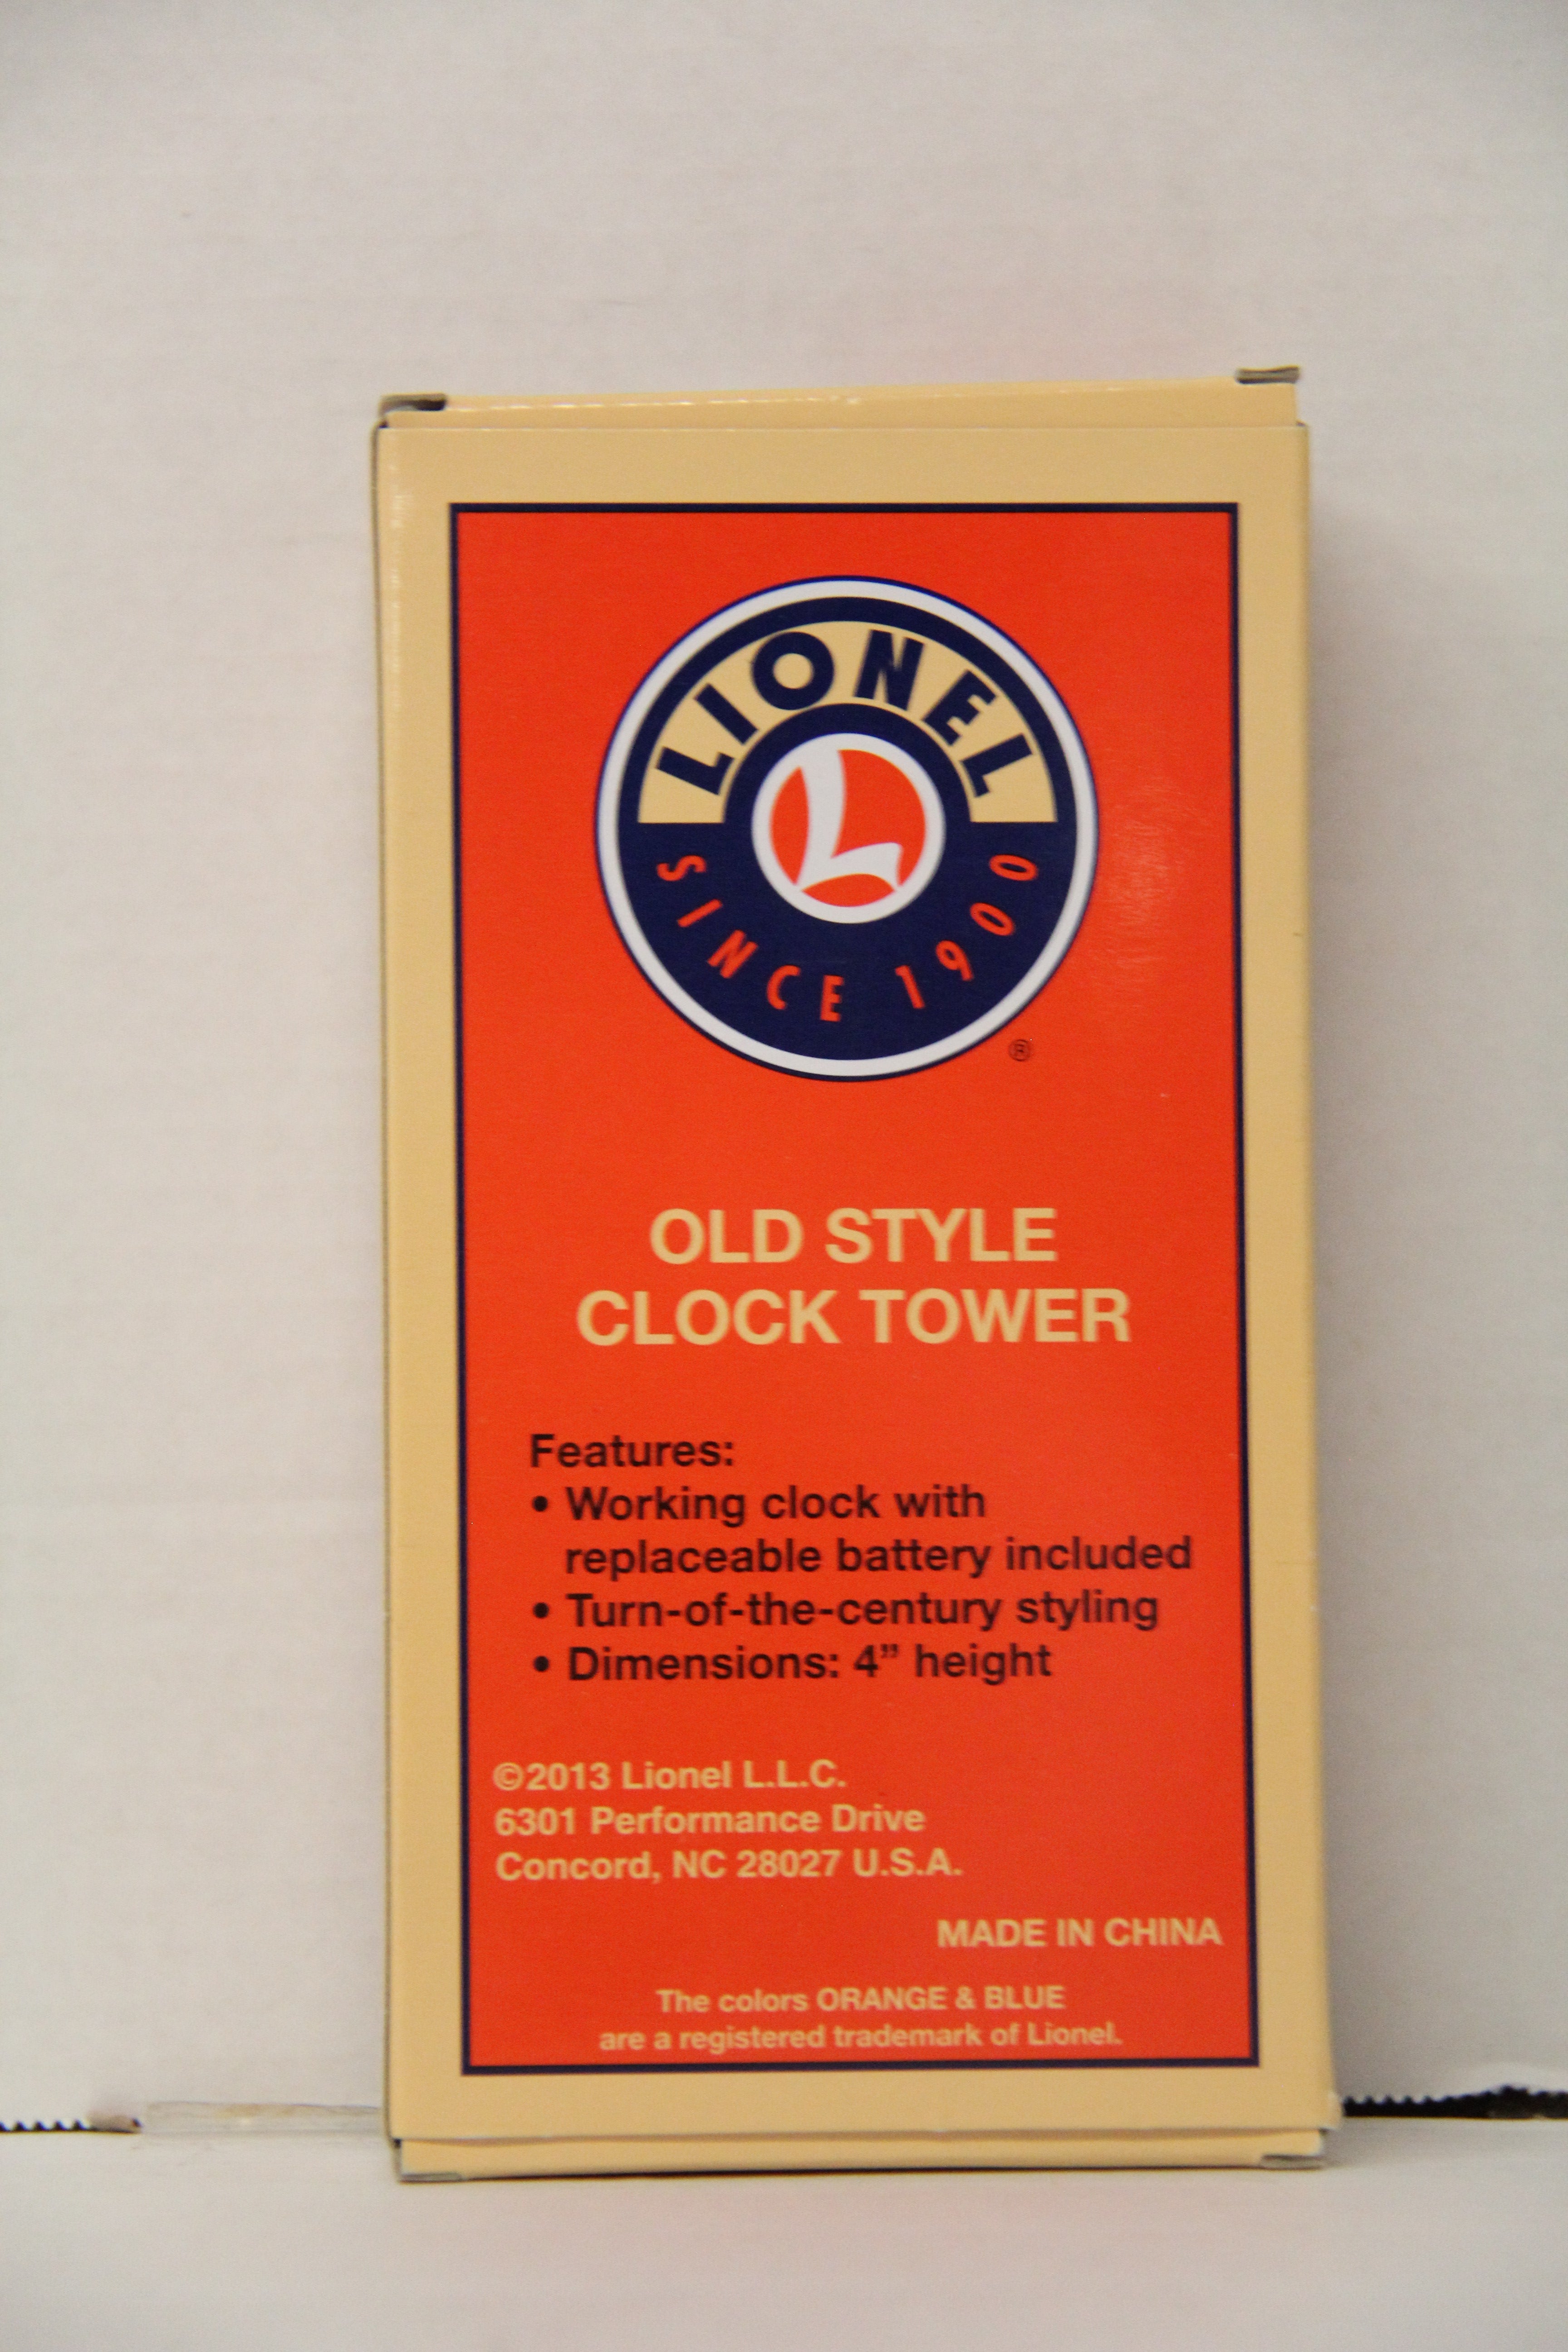 LIONEL
L
SINCE 1900
®
OLD STYLE
CLOCK TOWER
Features:
• Working clock with
replaceable battery included
• Turn-of-the-century styling
• Dimensions: 4” height
©2013 Lionel L.L.C.
6301 Performance Drive
Concord, NC 28027 U.S.A.
MADE IN CHINA
The colors ORANGE & BLUE
are a registered trademark of Lionel.